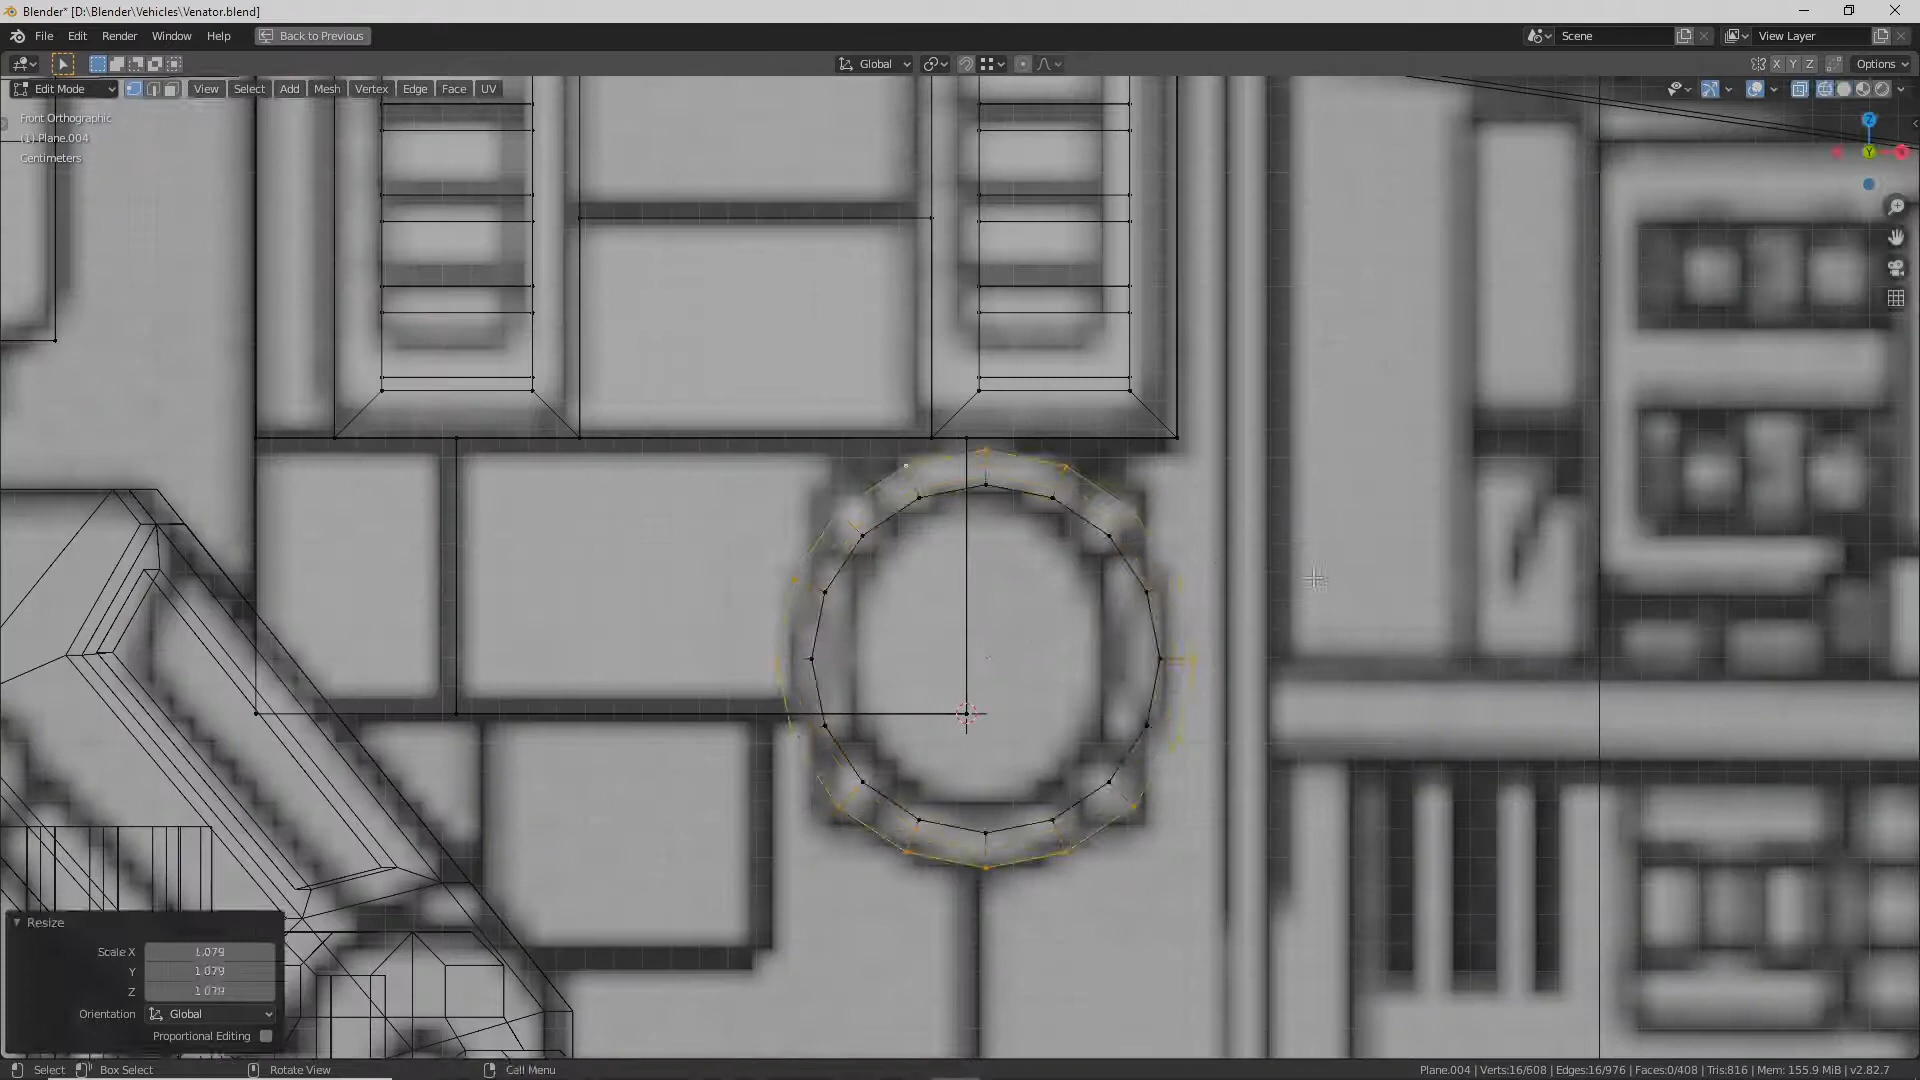 Blender* [D:\Blender\Vehicles\Venator.blend]
File Edit Render Window Help Back to Previous Scene View Layer
Global X Y Z Options
Edit Mode View Select Add Mesh Vertex Edge Face UV
Front Orthographic
(1) Plane.004
Centimeters
Z
Y
Resize
Scale X 1.079
Y 1.079
Z 1.079
Orientation Global
Proportional Editing
Select Box Select Rotate View Call Menu Plane.004 | Verts:16/608 | Edges:16/976 | Faces:0/408 | Tris:816 | Mem: 155.9 MiB | v2.82.7